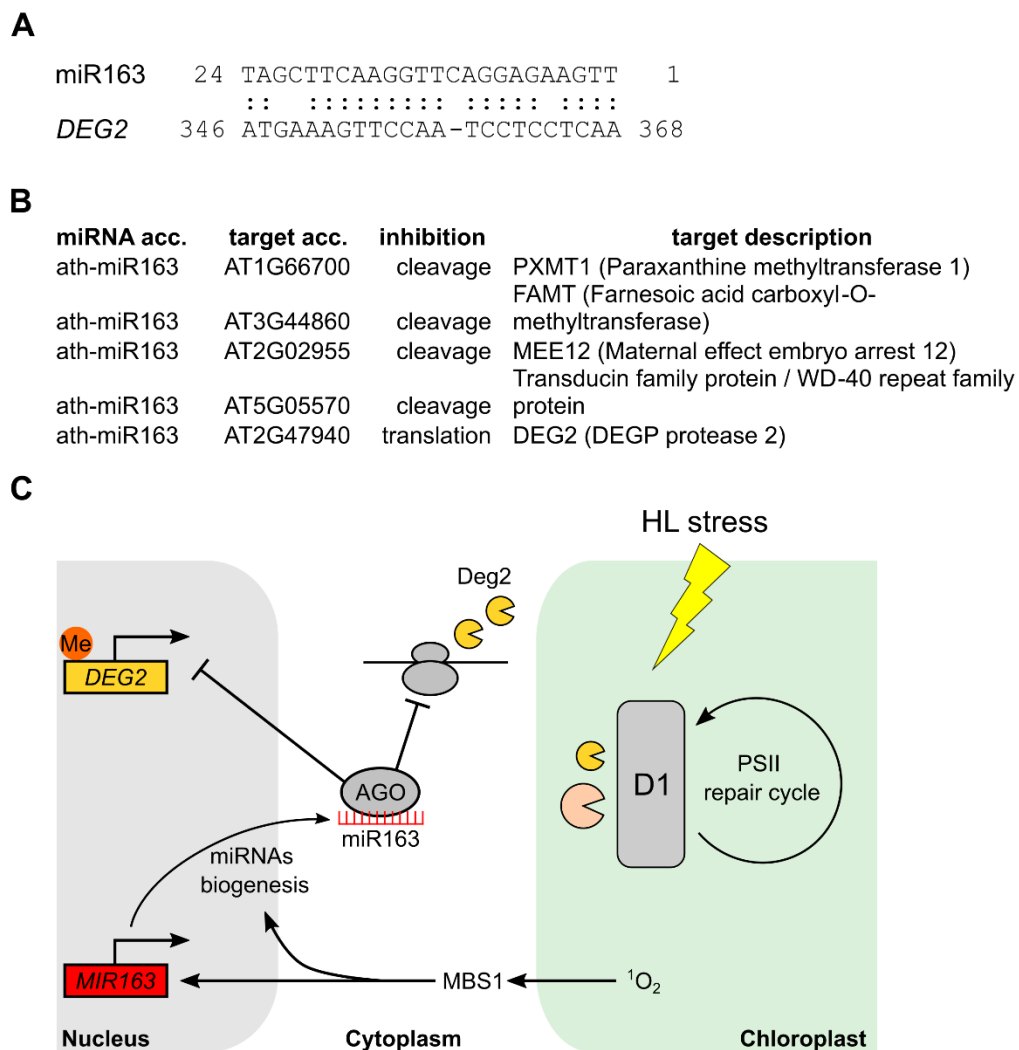 A
miR163 24 TAGCTTCAAGGTTCAGGAGAAGTT 1
:: ::::::::: ::::: ::::
DEG2 346 ATGAAAGTTCCAA-TCCTCCTCAA 368
B
miRNA acc. target acc. inhibition target description
ath-miR163 AT1G66700 cleavage PXMT1 (Paraxanthine methyltransferase 1)
FAMT (Farnesoic acid carboxyl-O-
ath-miR163 AT3G44860 cleavage methyltransferase)
ath-miR163 AT2G02955 cleavage MEE12 (Maternal effect embryo arrest 12)
Transducin family protein / WD-40 repeat family
ath-miR163 AT5G05570 cleavage protein
ath-miR163 AT2G47940 translation DEG2 (DEGP protease 2)
C
HL stress
Deg2
Me
DEG2
AGO
miR163
D1
PSII
repair cycle
miRNAs
biogenesis
MIR163
MBS1
¹O₂
Nucleus
Cytoplasm
Chloroplast